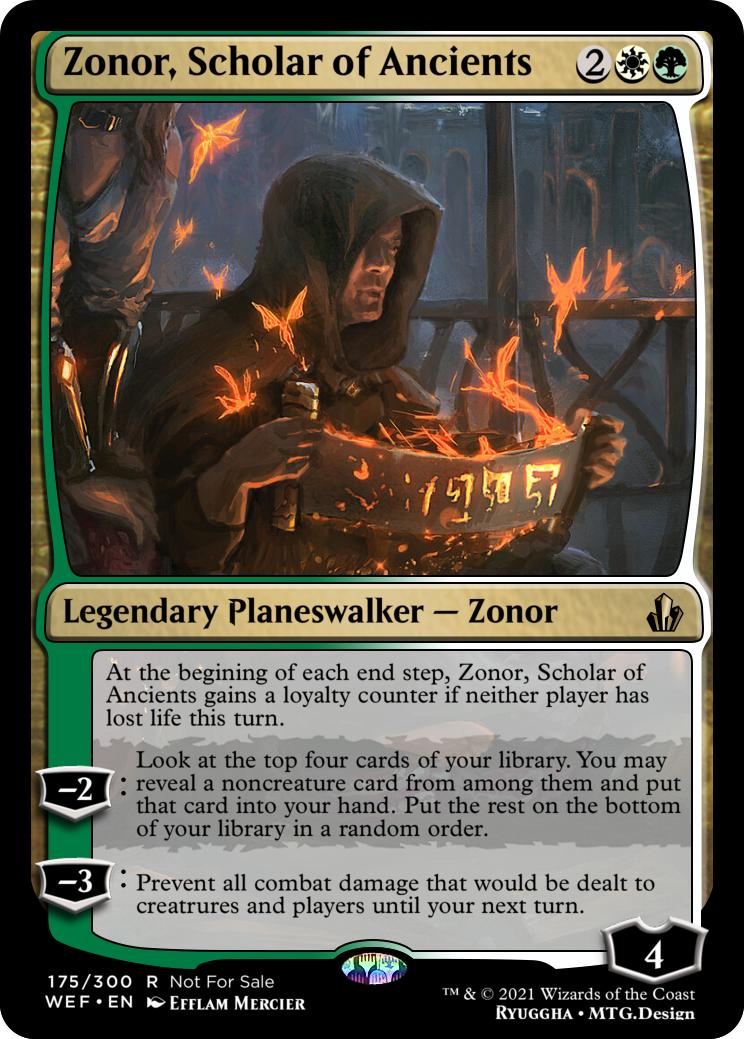 Zonor, Scholar of Ancients 2
Legendary Planeswalker — Zonor
At the begining of each end step, Zonor, Scholar of
Ancients gains a loyalty counter if neither player has
lost life this turn.
−2 : Look at the top four cards of your library. You may
reveal a noncreature card from among them and put
that card into your hand. Put the rest on the bottom
of your library in a random order.
−3 : Prevent all combat damage that would be dealt to
creatrures and players until your next turn.
4
175/300 R Not For Sale
WEF • EN EFFLAM MERCIER
™ & © 2021 Wizards of the Coast
RYUGGHA • MTG.Design